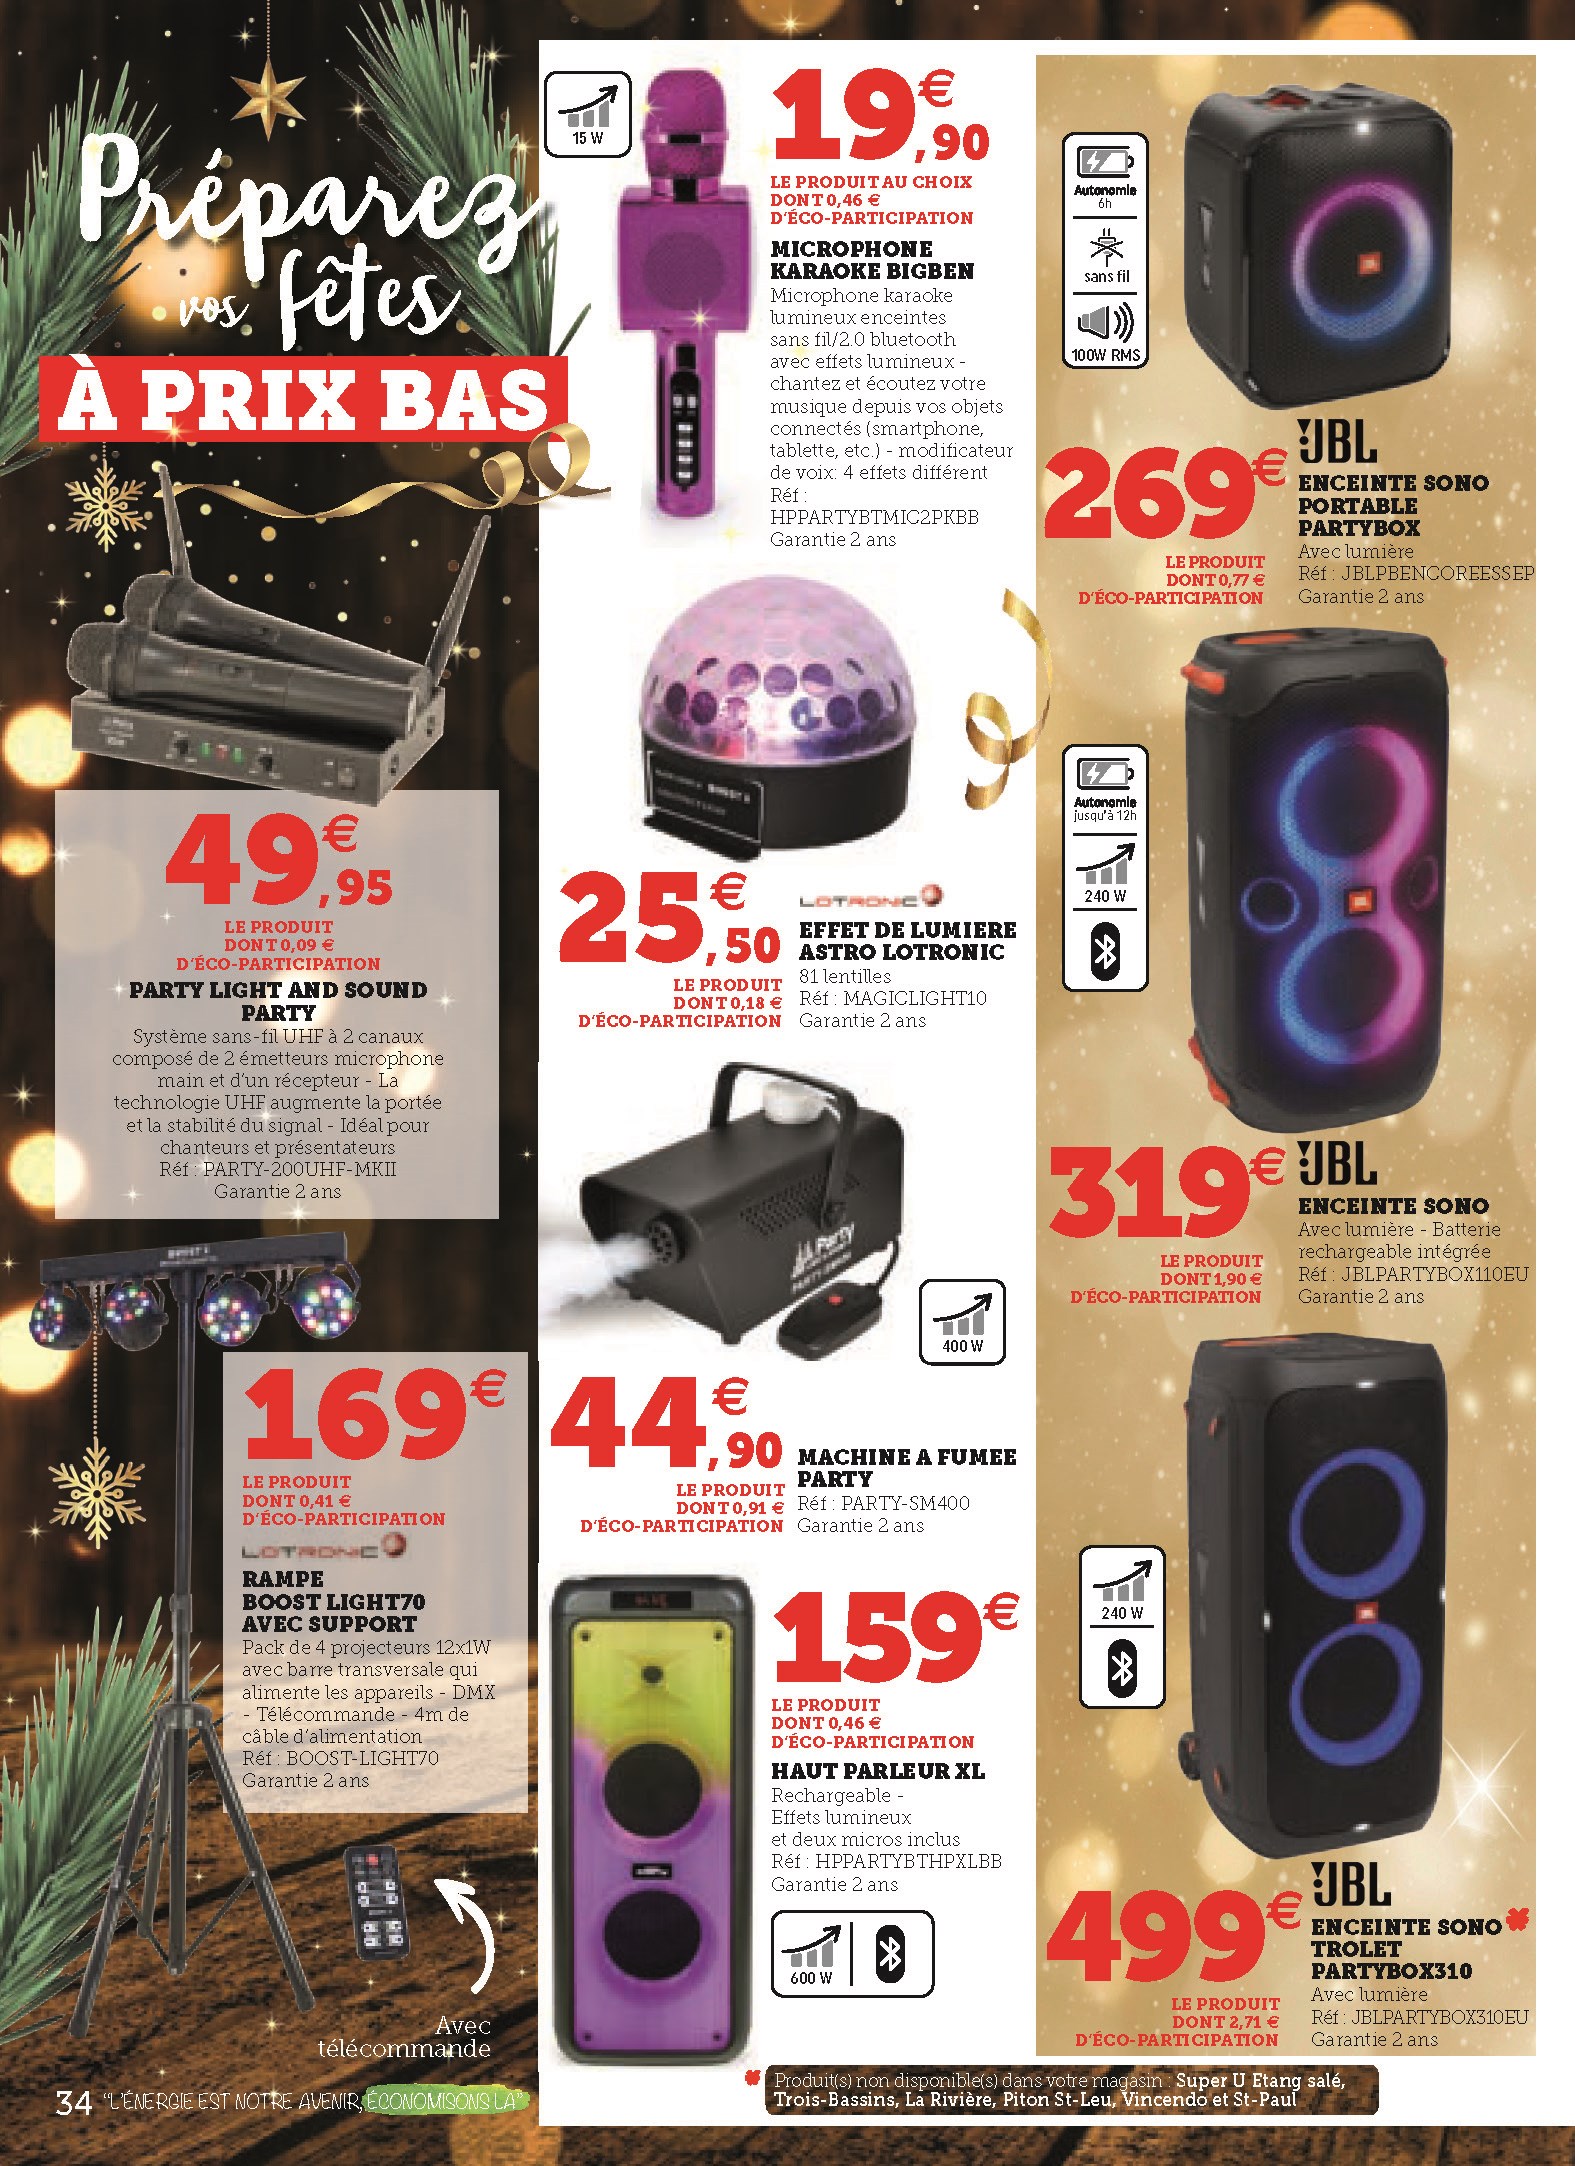 Préparez
vos fêtes
À PRIX BAS
49€,95
LE PRODUIT
DONT 0,09 €
D'ÉCO-PARTICIPATION
PARTY LIGHT AND SOUND
PARTY
Système sans-fil UHF à 2 canaux
composé de 2 émetteurs microphone
main et d'un récepteur - La
technologie UHF augmente la portée
et la stabilité du signal - Idéal pour
chanteurs et présentateurs
Réf : PARTY-200UHF-MKII
Garantie 2 ans
169€
LE PRODUIT
DONT 0,41 €
D'ÉCO-PARTICIPATION
LOTRONIC
RAMPE
BOOST LIGHT70
AVEC SUPPORT
Pack de 4 projecteurs 12x1W
avec barre transversale qui
alimente les appareils - DMX
- Télécommande - 4m de
câble d'alimentation
Réf : BOOST-LIGHT70
Garantie 2 ans
Avec
télécommande
15 W
19€,90
LE PRODUIT AU CHOIX
DONT 0,46 €
D'ÉCO-PARTICIPATION
MICROPHONE
KARAOKE BIGBEN
Microphone karaoke
lumineux enceintes
sans fil/2.0 bluetooth
avec effets lumineux -
chantez et écoutez votre
musique depuis vos objets
connectés (smartphone,
tablette, etc.) - modificateur
de voix: 4 effets différent
Réf :
HPPARTYBTMIC2PKBB
Garantie 2 ans
25€,50
LE PRODUIT
DONT 0,18 €
D'ÉCO-PARTICIPATION
LOTRONIC
EFFET DE LUMIERE
ASTRO LOTRONIC
81 lentilles
Réf : MAGICLIGHT10
Garantie 2 ans
Party
400 W
44€,90
LE PRODUIT
DONT 0,91 €
D'ÉCO-PARTICIPATION
MACHINE A FUMEE
PARTY
Réf : PARTY-SM400
Garantie 2 ans
159€
LE PRODUIT
DONT 0,46 €
D'ÉCO-PARTICIPATION
HAUT PARLEUR XL
Rechargeable -
Effets lumineux
et deux micros inclus
Réf : HPPARTYBTHPXLBB
Garantie 2 ans
600 W
Autonomie
6h
sans fil
100W RMS
269€
LE PRODUIT
DONT 0,77 €
D'ÉCO-PARTICIPATION
JBL
ENCEINTE SONO
PORTABLE
PARTYBOX
Avec lumière
Réf : JBLPBENCOREESSEP
Garantie 2 ans
Autonomie
jusqu'à 12h
240 W
319€
LE PRODUIT
DONT 1,90 €
D'ÉCO-PARTICIPATION
JBL
ENCEINTE SONO
Avec lumière - Batterie
rechargeable intégrée
Réf : JBLPARTYBOX110EU
Garantie 2 ans
240 W
499€
LE PRODUIT
DONT 2,71 €
D'ÉCO-PARTICIPATION
JBL
ENCEINTE SONO
TROLET
PARTYBOX310
Avec lumière
Réf : JBLPARTYBOX310EU
Garantie 2 ans
Produit(s) non disponible(s) dans votre magasin : Super U Etang salé,
Trois-Bassins, La Rivière, Piton St-Leu, Vincendo et St-Paul
34 "L'ÉNERGIE EST NOTRE AVENIR, ÉCONOMISONS LA"